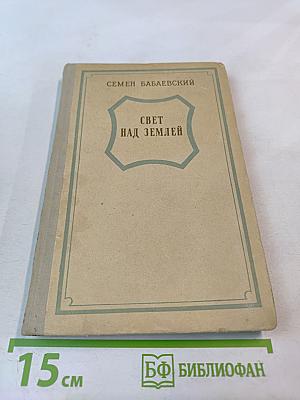 СЕМЕН БАБАЕВСКИЙ
СВЕТ
НАД ЗЕМЛЕЙ
15 см
БФ БИБЛИОФАН